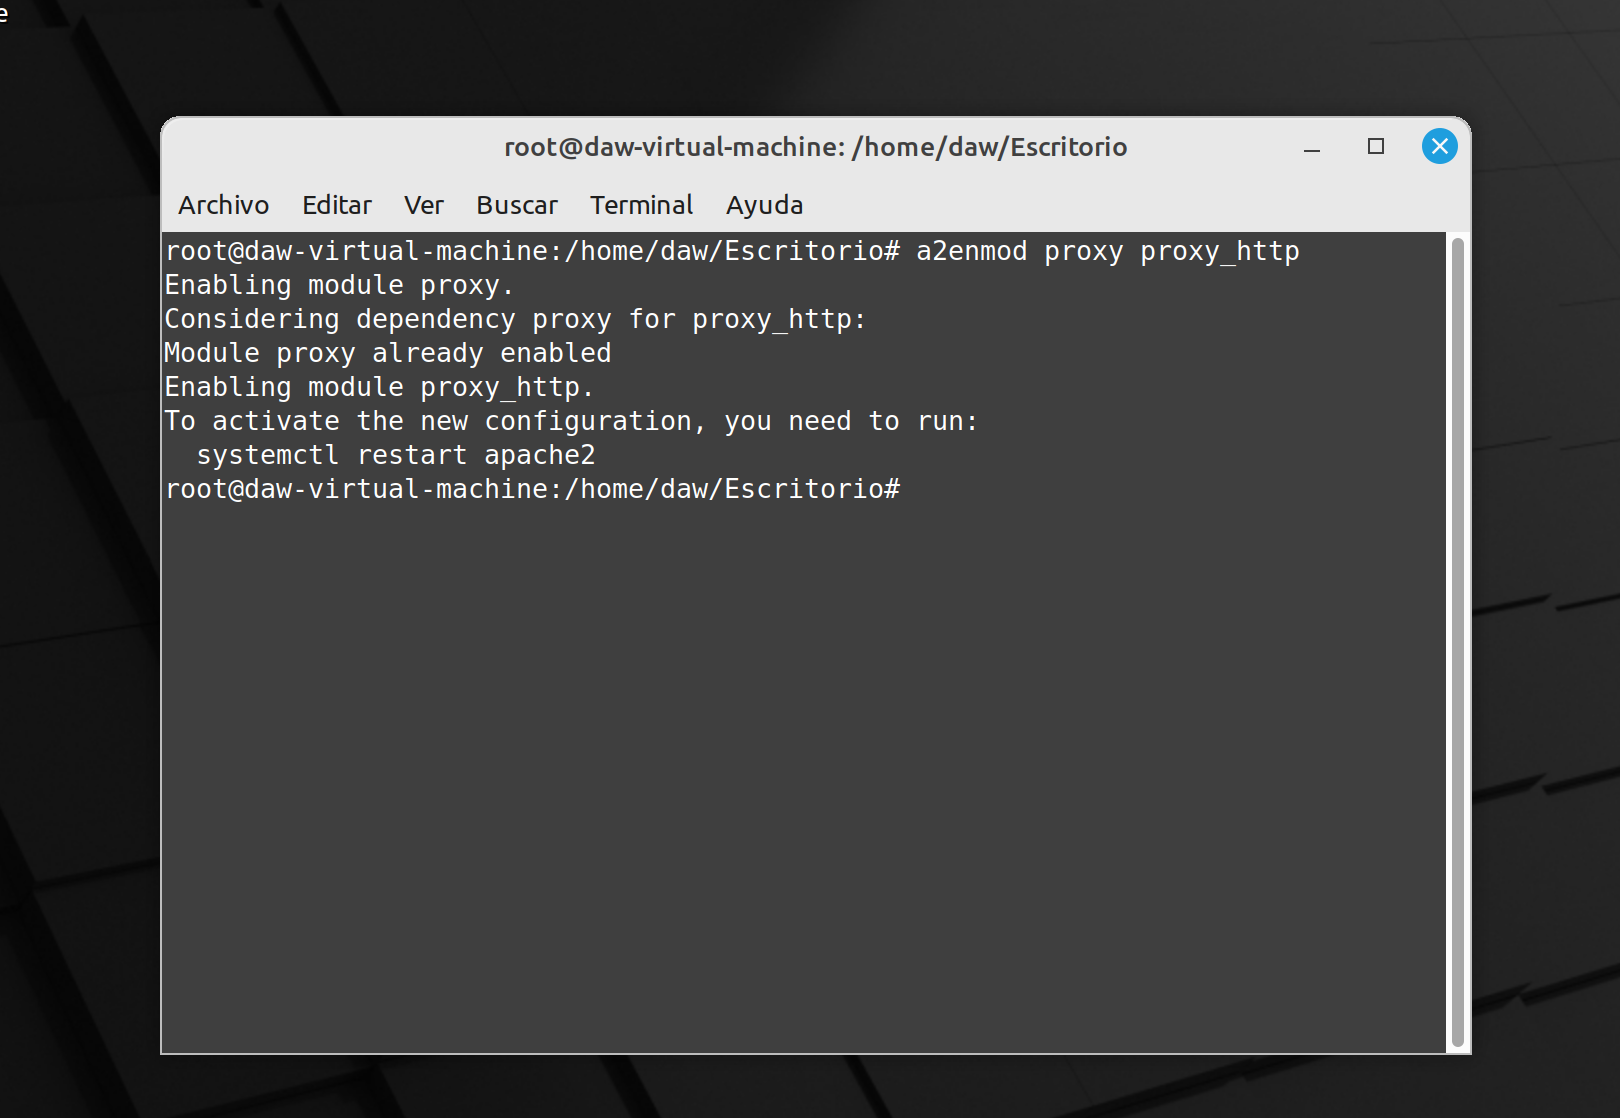 e
root@daw-virtual-machine: /home/daw/Escritorio
Archivo Editar Ver Buscar Terminal Ayuda
root@daw-virtual-machine:/home/daw/Escritorio# a2enmod proxy proxy_http
Enabling module proxy.
Considering dependency proxy for proxy_http:
Module proxy already enabled
Enabling module proxy_http.
To activate the new configuration, you need to run:
  systemctl restart apache2
root@daw-virtual-machine:/home/daw/Escritorio#